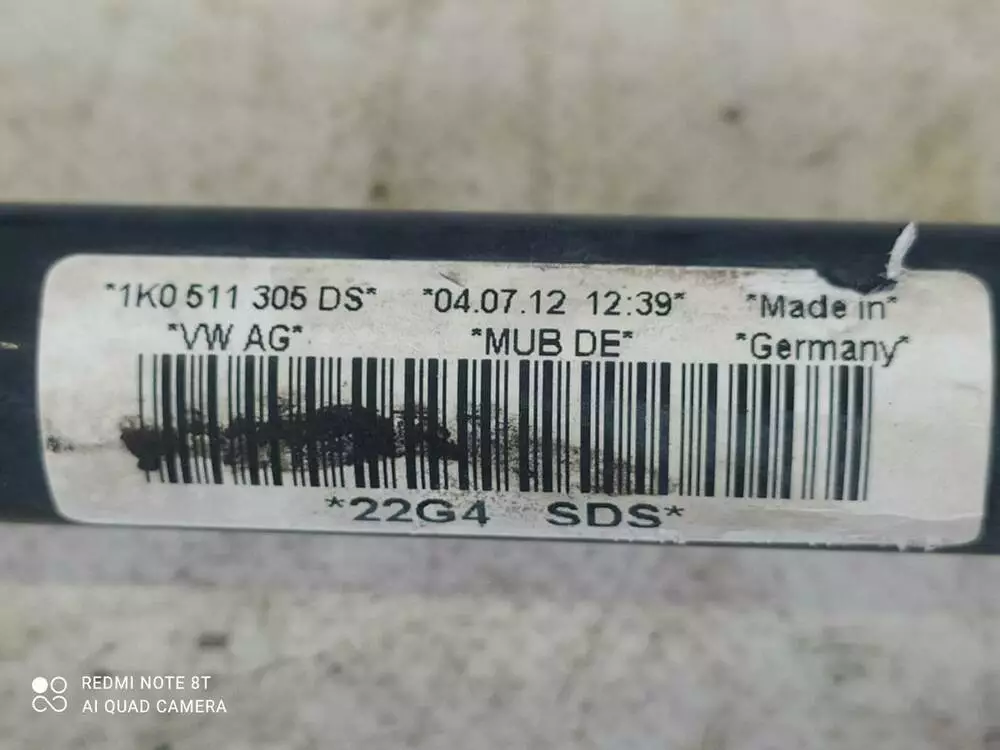 *1K0 511 305 DS* *04.07.12 12:39* *Made in*
*VW AG* *MUB DE* *Germany*
*22G4 SDS*
REDMI NOTE 8T
AI QUAD CAMERA